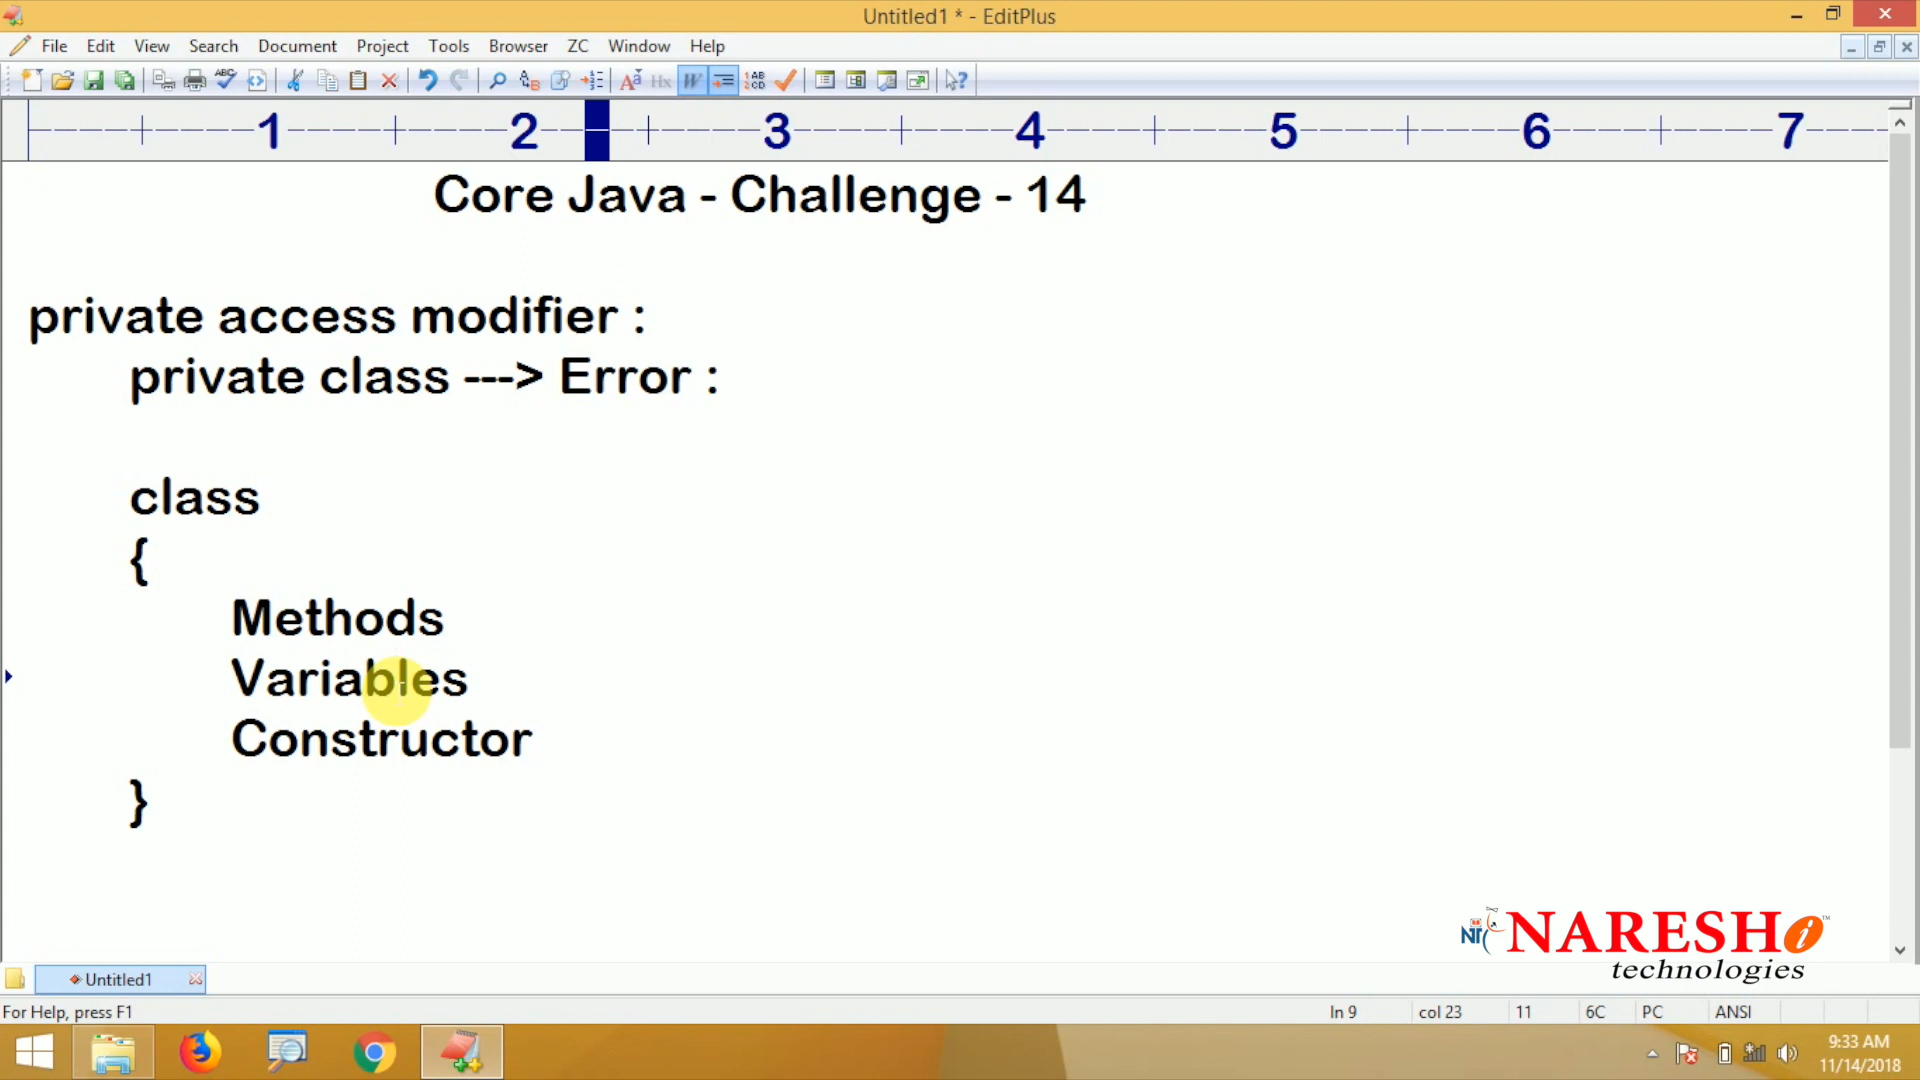 Untitled1 * - EditPlus
File Edit View Search Document Project Tools Browser ZC Window Help
1 2 3 4 5 6 7
Core Java - Challenge - 14
private access modifier :
private class ---> Error :
class
{
Methods
Variables
Constructor
}
NARESH i
technologies
Untitled1
For Help, press F1
ln 9 col 23 11 6C PC ANSI
9:33 AM
11/14/2018